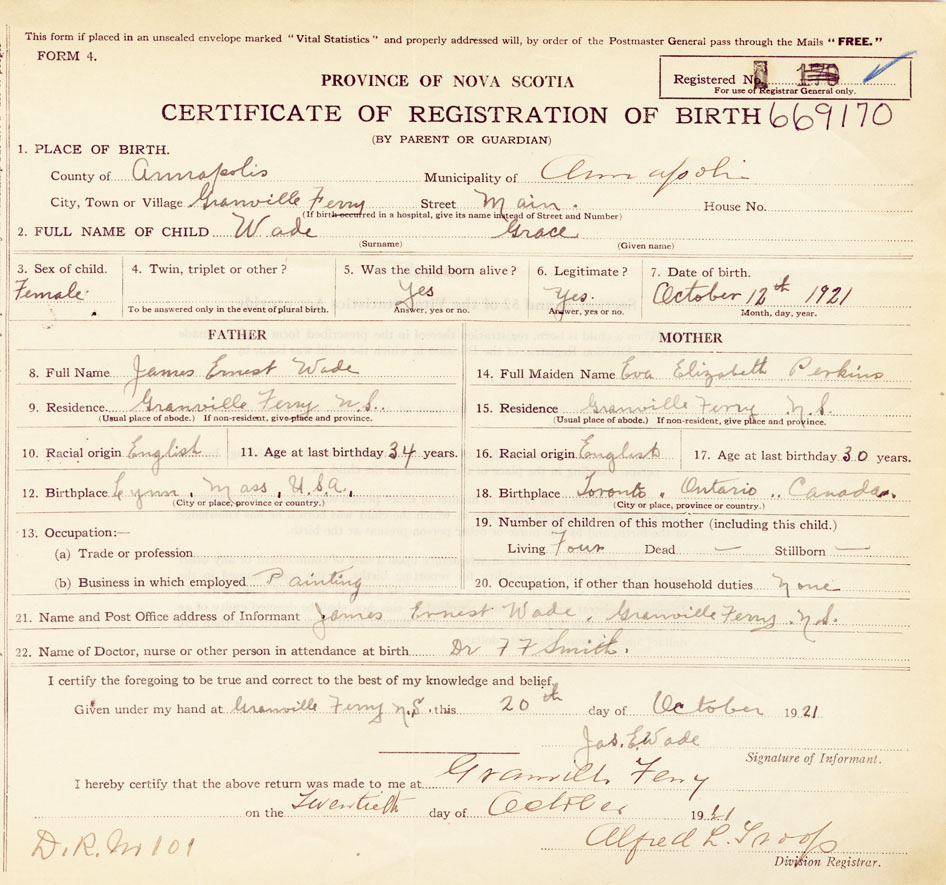 This form if placed in an unsealed envelope marked "Vital Statistics" and properly addressed will, by order of the Postmaster General pass through the Mails "FREE."
FORM 4.
Registered No. 170
For use of Registrar General only.
PROVINCE OF NOVA SCOTIA
CERTIFICATE OF REGISTRATION OF BIRTH 669170
(BY PARENT OR GUARDIAN)
1. PLACE OF BIRTH.
County of Annapolis Municipality of Annapolis
City, Town or Village Granville Ferry Street Main. House No.
(If birth occurred in a hospital, give its name instead of Street and Number)
2. FULL NAME OF CHILD Wade Grace
(Surname) (Given name)
3. Sex of child. 4. Twin, triplet or other? 5. Was the child born alive? 6. Legitimate? 7. Date of birth.
Female Yes Yes. October 12th 1921
To be answered only in the event of plural birth. Answer, yes or no. Answer, yes or no. Month, day, year.
FATHER MOTHER
8. Full Name James Ernest Wade 14. Full Maiden Name Eva Elizabeth Perkins
9. Residence. Granville Ferry N.S. 15. Residence Granville Ferry N.S.
(Usual place of abode.) If non-resident, give place and province. (Usual place of abode.) If non-resident, give place and province.
10. Racial origin English 11. Age at last birthday 34 years. 16. Racial origin English 17. Age at last birthday 30 years.
12. Birthplace Lynn, Mass, U.S.A. 18. Birthplace Toronto, Ontario, Canada.
(City or place, province or country.) (City or place, province or country.)
13. Occupation:— 19. Number of children of this mother (including this child.)
(a) Trade or profession Living Four Dead — Stillborn —
(b) Business in which employed Painting 20. Occupation, if other than household duties None
21. Name and Post Office address of Informant James Ernest Wade, Granville Ferry N.S.
22. Name of Doctor, nurse or other person in attendance at birth Dr F F Smith.
I certify the foregoing to be true and correct to the best of my knowledge and belief,
Given under my hand at Granville Ferry N.S. this 20th day of October 1921
Jas. E. Wade
Signature of Informant.
I hereby certify that the above return was made to me at Granville Ferry
on the Twentieth day of October 1921
D.R. No 101 Alfred L. Troop
Division Registrar.